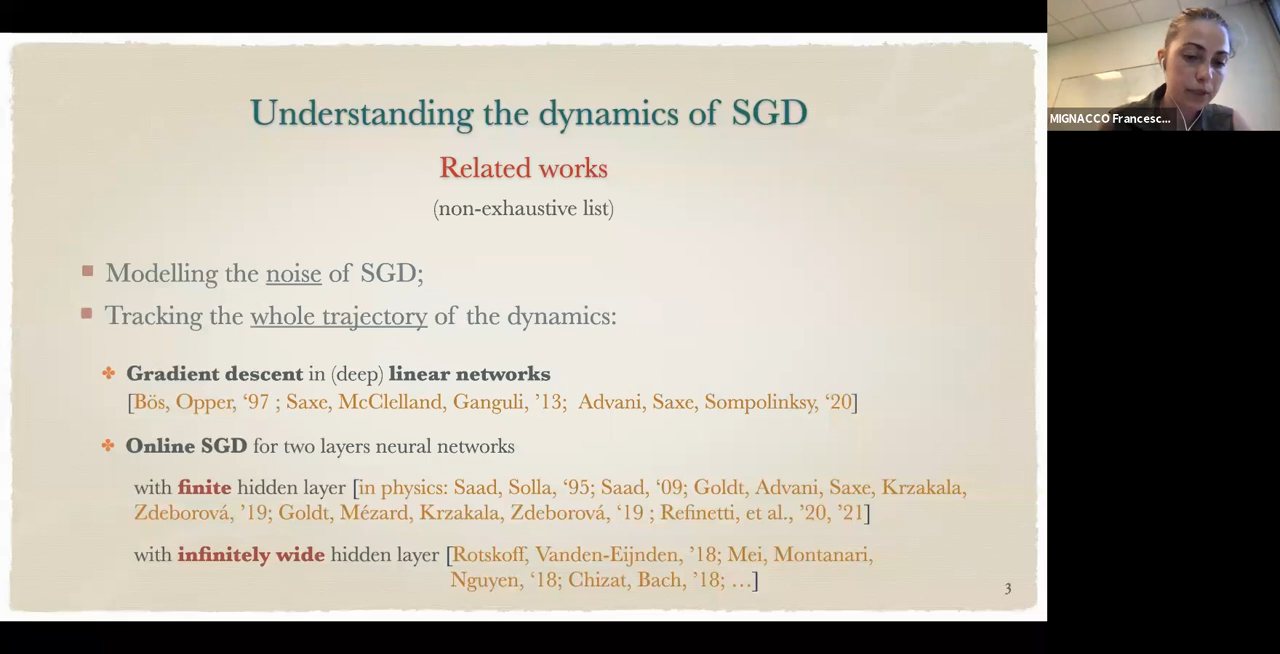 Understanding the dynamics of SGD
Related works
(non-exhaustive list)
Modelling the noise of SGD;
Tracking the whole trajectory of the dynamics:
Gradient descent in (deep) linear networks
[Bös, Opper, ‘97 ; Saxe, McClelland, Ganguli, ’13; Advani, Saxe, Sompolinksy, ‘20]
Online SGD for two layers neural networks
with finite hidden layer [in physics: Saad, Solla, ‘95; Saad, ‘09; Goldt, Advani, Saxe, Krzakala,
Zdeborová, ’19; Goldt, Mézard, Krzakala, Zdeborová, ‘19 ; Refinetti, et al., ’20, ’21]
with infinitely wide hidden layer [Rotskoff, Vanden-Eijnden, ’18; Mei, Montanari,
Nguyen, ‘18; Chizat, Bach, ’18; …]
3
MIGNACCO Francesc...